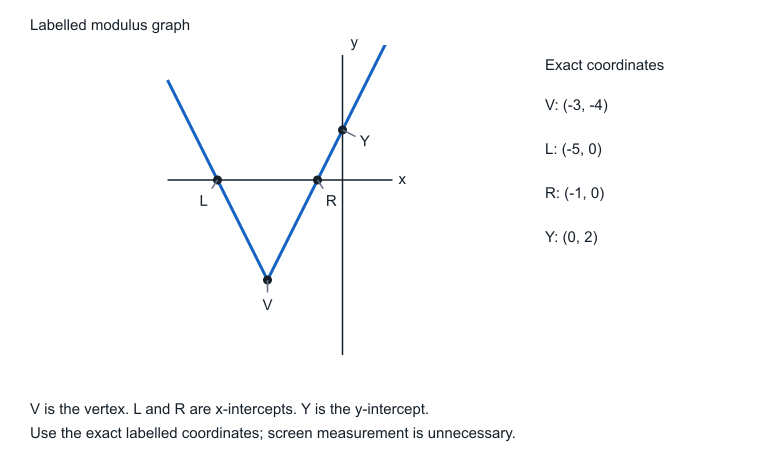 Labelled modulus graph
y
Exact coordinates
V: (-3, -4)
Y
L: (-5, 0)
x
R: (-1, 0)
L
R
Y: (0, 2)
V
V is the vertex. L and R are x-intercepts. Y is the y-intercept.
Use the exact labelled coordinates; screen measurement is unnecessary.